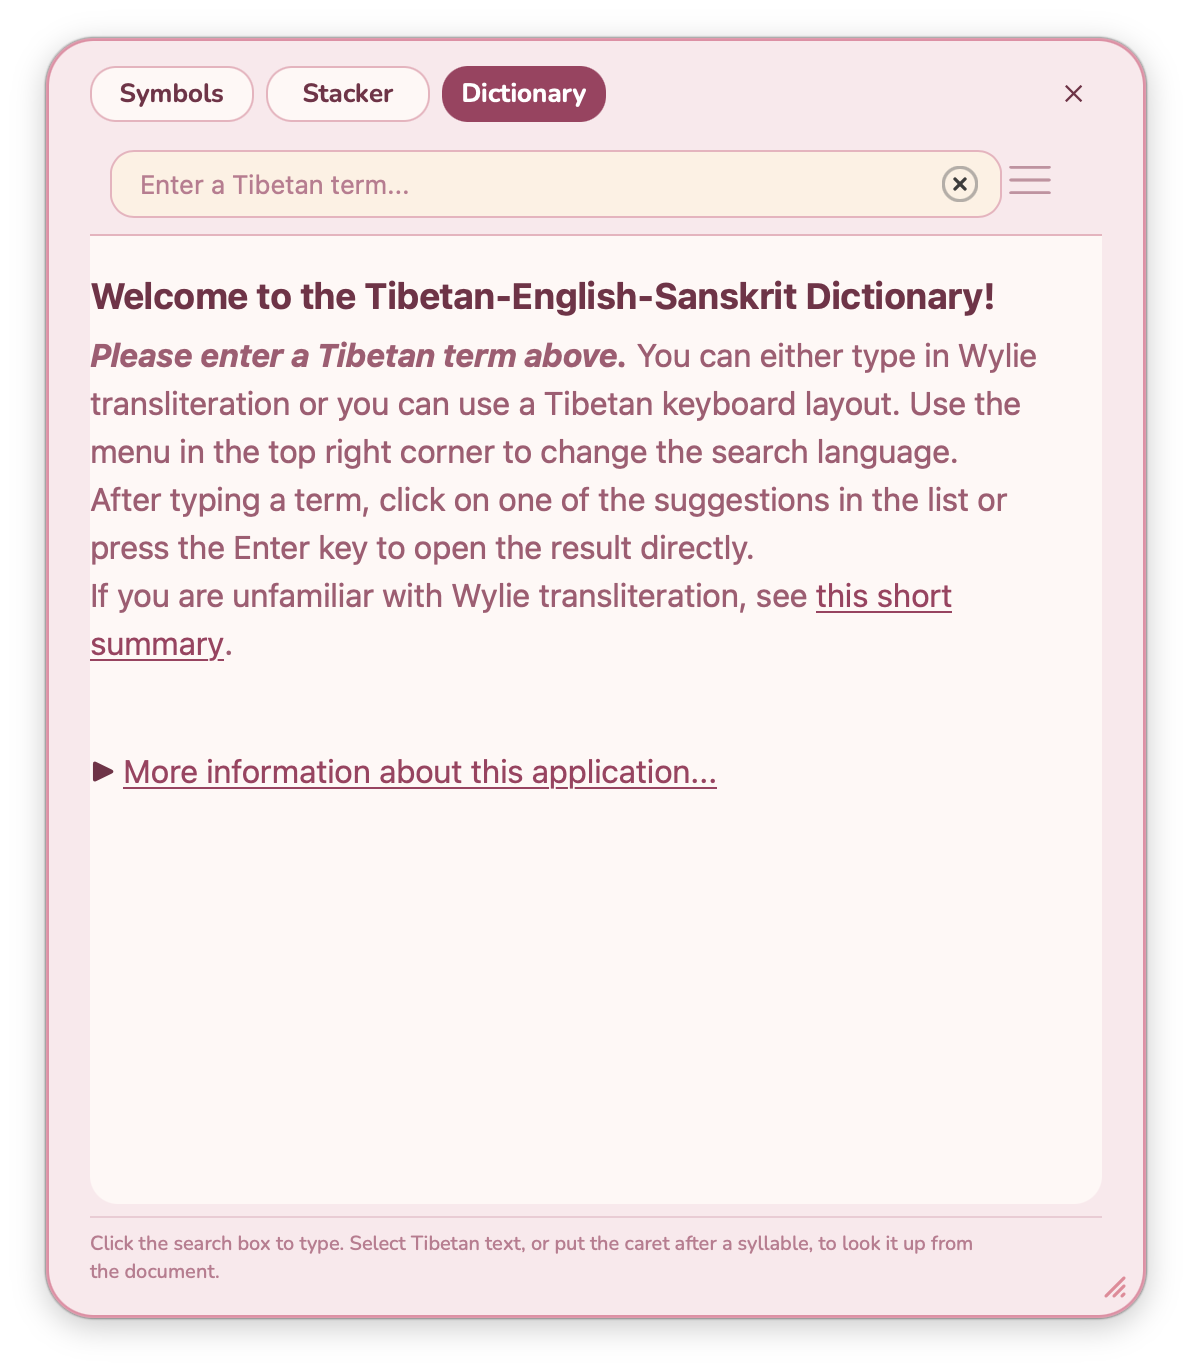 Symbols Stacker Dictionary
Enter a Tibetan term...
Welcome to the Tibetan-English-Sanskrit Dictionary!
Please enter a Tibetan term above. You can either type in Wylie
transliteration or you can use a Tibetan keyboard layout. Use the
menu in the top right corner to change the search language.
After typing a term, click on one of the suggestions in the list or
press the Enter key to open the result directly.
If you are unfamiliar with Wylie transliteration, see this short
summary.
More information about this application...
Click the search box to type. Select Tibetan text, or put the caret after a syllable, to look it up from
the document.